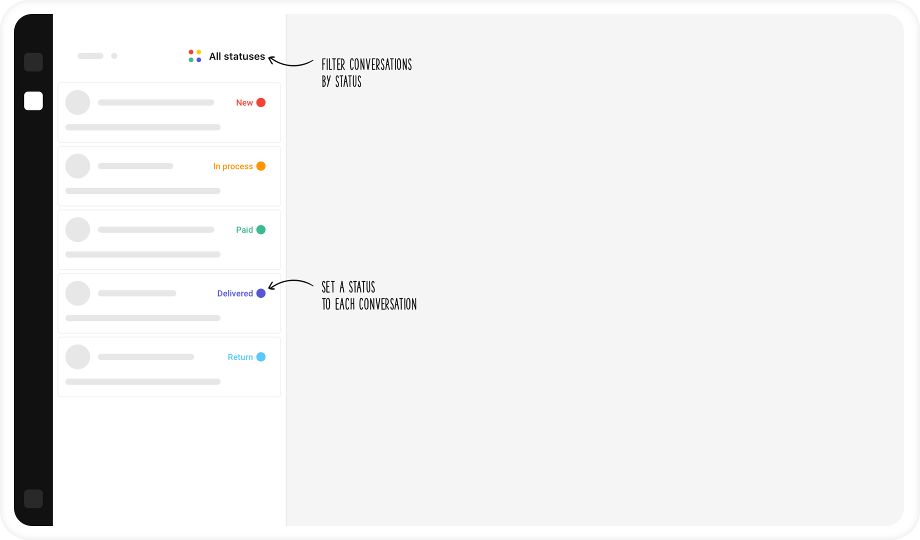 All statuses
FILTER CONVERSATIONS
BY STATUS
New
In process
Paid
Delivered
SET A STATUS
TO EACH CONVERSATION
Return